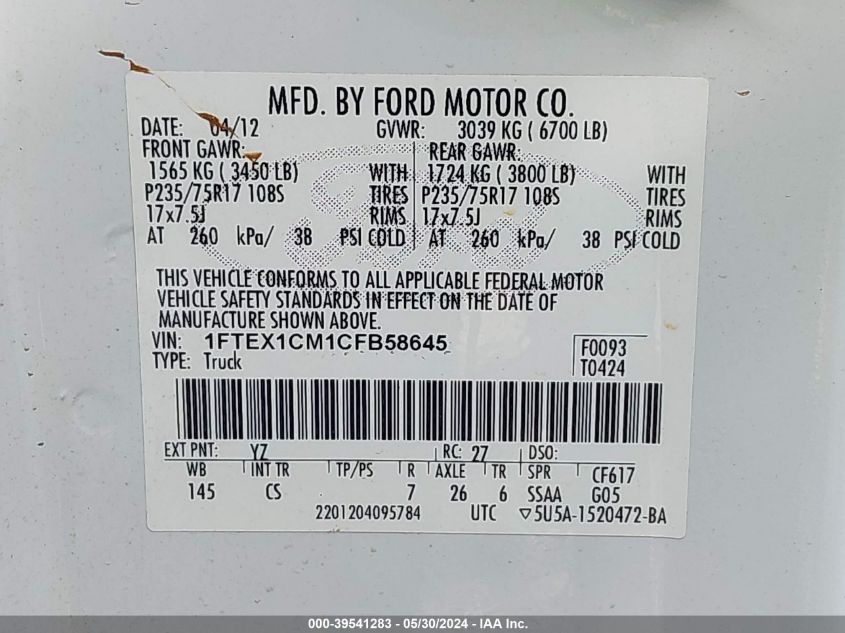 MFD. BY FORD MOTOR CO.
DATE: 04/12 GVWR: 3039 KG ( 6700 LB)
FRONT GAWR: REAR GAWR:
1565 KG ( 3450 LB) WITH 1724 KG ( 3800 LB) WITH
P235/75R17 108S TIRES P235/75R17 108S TIRES
17x7.5J RIMS 17x7.5J RIMS
AT 260 kPa/ 38 PSI COLD AT 260 kPa/ 38 PSI COLD
Ford
THIS VEHICLE CONFORMS TO ALL APPLICABLE FEDERAL MOTOR
VEHICLE SAFETY STANDARDS IN EFFECT ON THE DATE OF
MANUFACTURE SHOWN ABOVE.
VIN: 1FTEX1CM1CFB58645 F0093
TYPE: Truck T0424
EXT PNT: YZ RC: 27 DSO:
WB INT TR TP/PS R AXLE TR SPR CF617
145 CS 7 26 6 SSAA G05
2201204095784 UTC ▽5U5A-1520472-BA
000-39541283 - 05/30/2024 - IAA Inc.